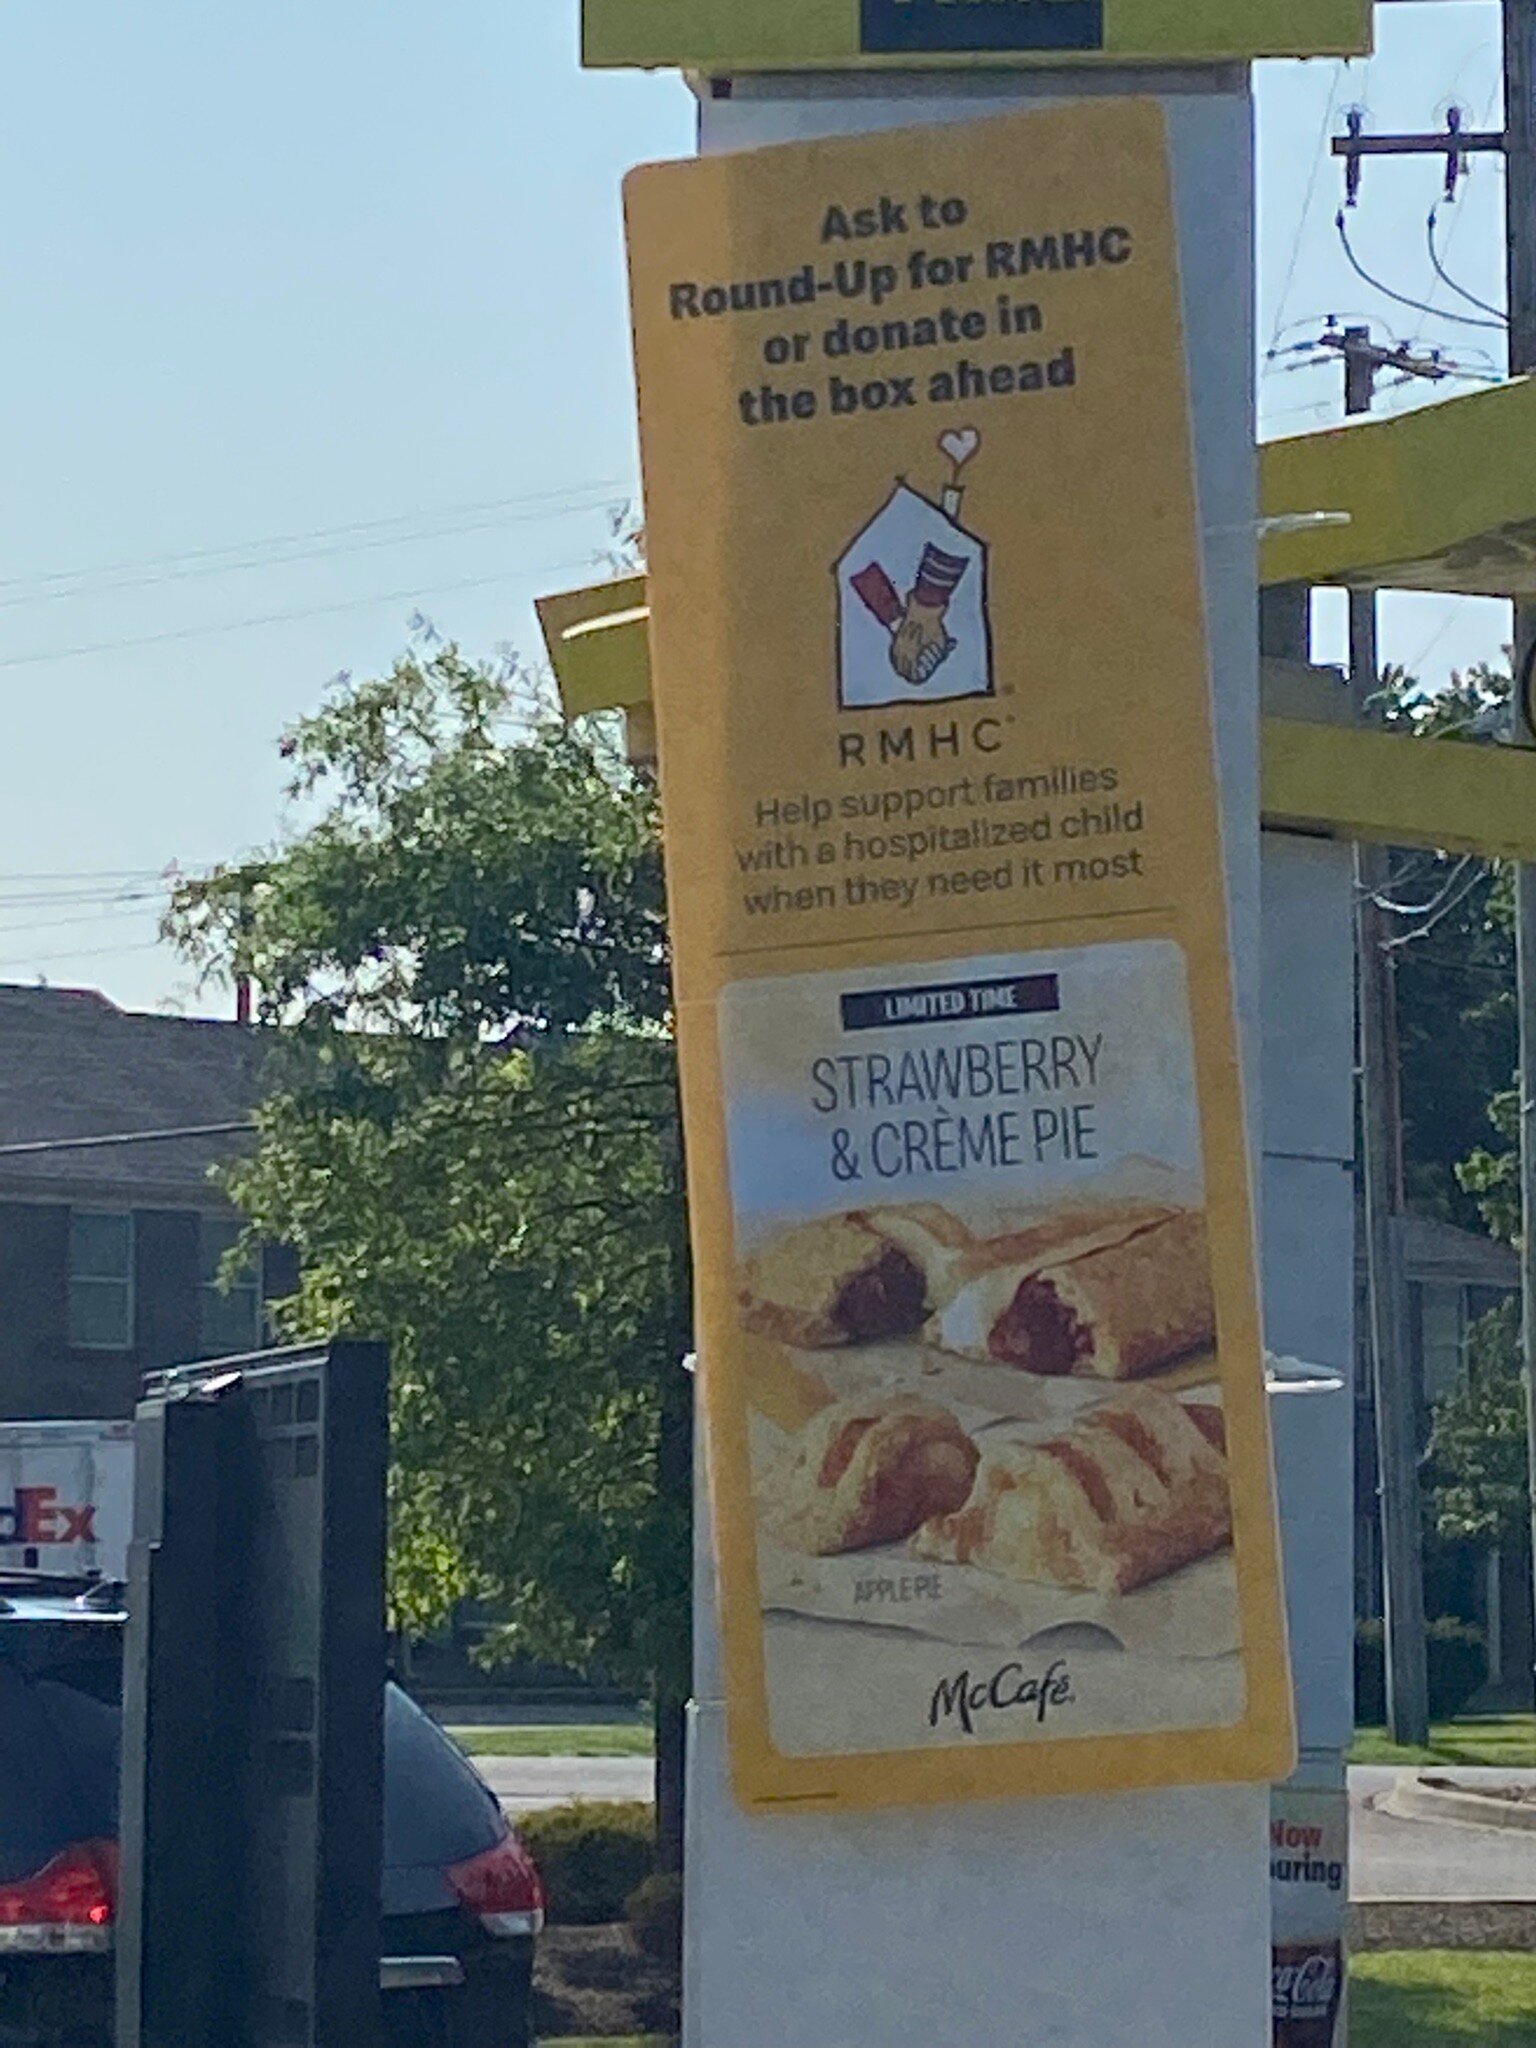 Ask to
Round-Up for RMHC
or donate in
the box ahead
RMHC
Help support families
with a hospitalized child
when they need it most
LIMITED TIME
STRAWBERRY
& CRÈME PIE
APPLE PIE
McCafé
dEx
Now
uring